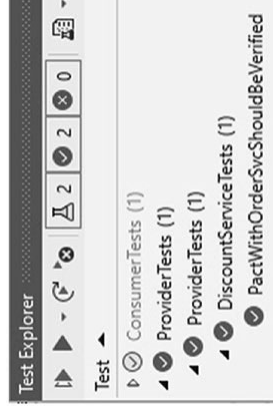 Test Explorer
2 2 0
Test
ConsumerTests (1)
ProviderTests (1)
ProviderTests (1)
DiscountServiceTests (1)
PactWithOrderSvcShouldBeVerified